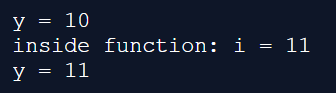 y = 10
inside function: i = 11
y = 11